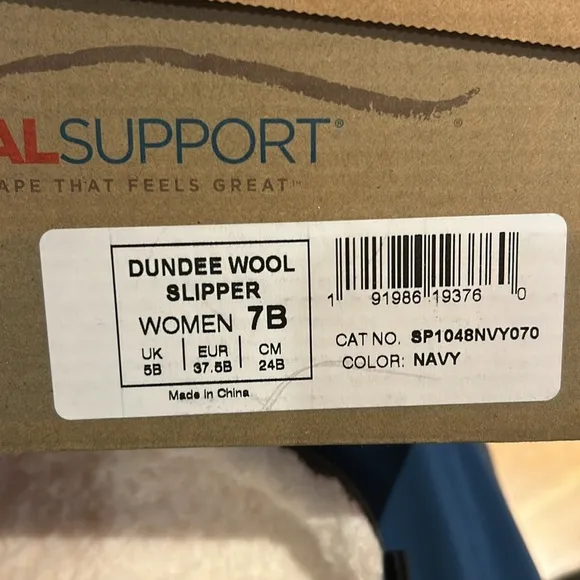 ALSUPPORT®
APE THAT FEELS GREAT™
DUNDEE WOOL
SLIPPER
WOMEN 7B
UK EUR CM
5B 37.5B 24B
Made in China
1 91986 19376 0
CAT NO. SP1048NVY070
COLOR: NAVY